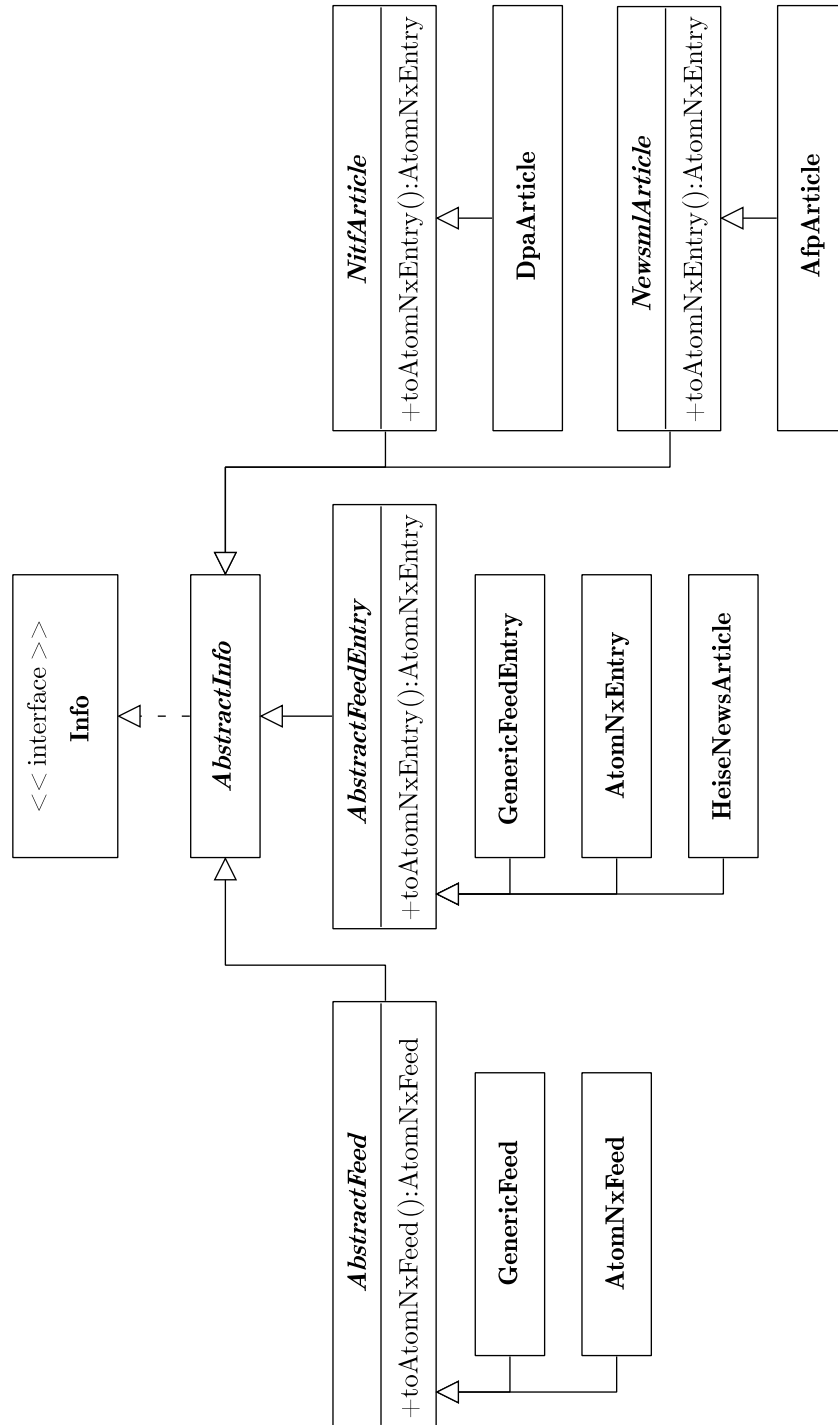 << interface >>
Info
AbstractInfo
AbstractFeed
+toAtomNxFeed():AtomNxFeed
GenericFeed
AtomNxFeed
AbstractFeedEntry
+toAtomNxEntry():AtomNxEntry
GenericFeedEntry
AtomNxEntry
HeiseNewsArticle
NitfArticle
+toAtomNxEntry():AtomNxEntry
DpaArticle
NewsmlArticle
+toAtomNxEntry():AtomNxEntry
AfpArticle